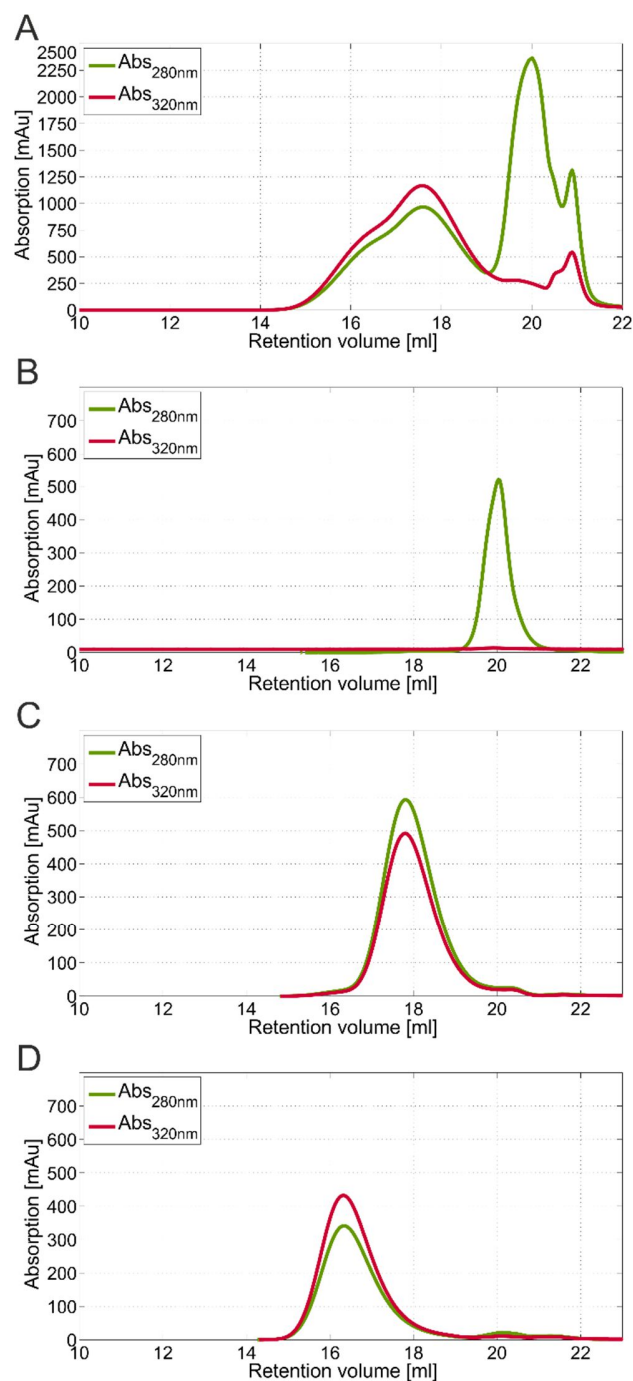 A
Abs280nm
Abs320nm
Absorption [mAu]
2500
2250
2000
1750
1500
1250
1000
750
500
250
0
10 12 14 16 18 20 22
Retention volume [ml]
B
Abs280nm
Abs320nm
Absorption [mAu]
700
600
500
400
300
200
100
0
10 12 14 16 18 20 22
Retention volume [ml]
C
Abs280nm
Abs320nm
Absorption [mAu]
700
600
500
400
300
200
100
0
10 12 14 16 18 20 22
Retention volume [ml]
D
Abs280nm
Abs320nm
Absorption [mAu]
700
600
500
400
300
200
100
0
10 12 14 16 18 20 22
Retention volume [ml]